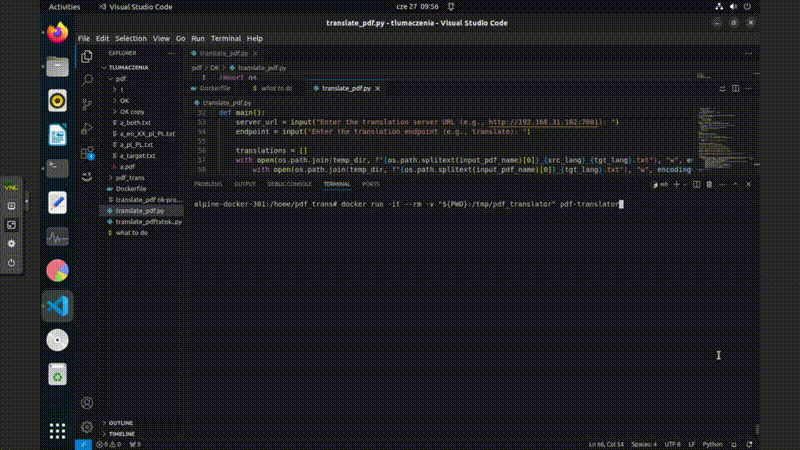 Activities
Visual Studio Code
cze 27 09:56
translate_pdf.py - tlumaczenia - Visual Studio Code
File Edit Selection View Go Run Terminal Help
EXPLORER
TLUMACZENIA
pdf
1
OK
OK copy
a_both.txt
a_en_XX_pl_PL.txt
a_pl_PL.txt
a_target.txt
a.pdf
pdf_trans
Dockerfile
translate_pdf ok-pro...
translate_pdf.py
translate_pdftxtok..py
what to do
OUTLINE
TIMELINE
translate_pdf.py
pdf > OK > translate_pdf.py
1 import os
Dockerfile
what to do
translate_pdf.py
translate_pdf.py
32 def main():
53 server_url = input("Enter the translation server URL (e.g., http://192.168.31.102:7001): ")
54 endpoint = input("Enter the translation endpoint (e.g., translate): ")
56 translations = []
57 with open(os.path.join(temp_dir, f"{os.path.splitext(input_pdf_name)[0]}_{src_lang}_{tgt_lang}.txt"), "w", e
58 with open(os.path.join(temp_dir, f"{os.path.splitext(input_pdf_name)[0]}_{tgt_lang}.txt"), "w", encoding
PROBLEMS OUTPUT DEBUG CONSOLE TERMINAL PORTS
ssh
alpine-docker-301:/home/pdf_trans# docker run -it --rm -v "${PWD}:/tmp/pdf_translator" pdf-translator
0 0 0
Ln 66, Col 54 Spaces: 4 UTF-8 LF Python